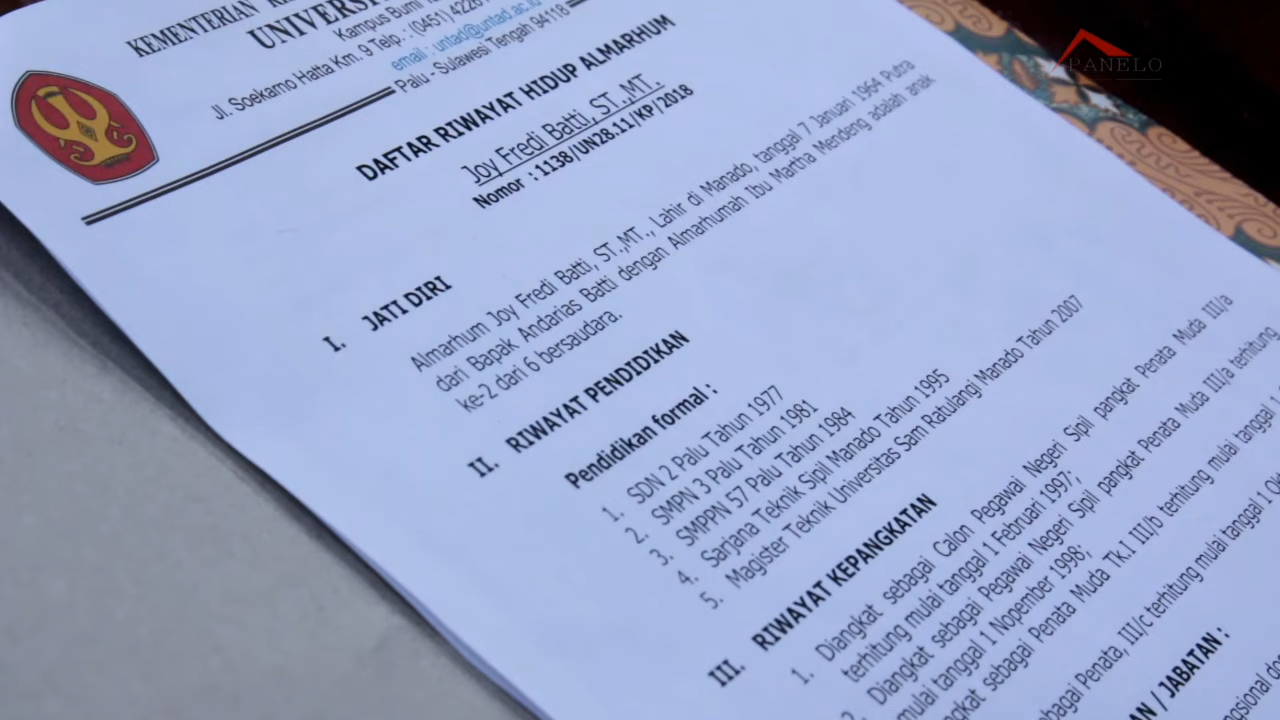 PANELO
KEMENTERIAN
UNIVERSI
Kampus Bumi
Jl. Soekarno Hatta Km. 9 Telp. : (0451) 4226
email : untad@untad.ac.id
Palu - Sulawesi Tengah 94118
DAFTAR RIWAYAT HIDUP ALMARHUM
Joy Fredi Batti, ST.MT.
Nomor : 1138/UN28.11/KP/2018
I. JATI DIRI
Almarhum Joy Fredi Batti, ST.,MT., Lahir di Manado, tanggal 7 Januari 1964 Putra
dari Bapak Andarias Batti dengan Almarhumah Ibu Martha Mendeng adalah anak
ke-2 dari 6 bersaudara.
II. RIWAYAT PENDIDIKAN
Pendidikan formal :
1. SDN 2 Palu Tahun 1977
2. SMPN 3 Palu Tahun 1981
3. SMPPN 57 Palu Tahun 1984
4. Sarjana Teknik Sipil Manado Tahun 1995
5. Magister Teknik Universitas Sam Ratulangi Manado Tahun 2007
III. RIWAYAT KEPANGKATAN
1. Diangkat sebagai Calon Pegawai Negeri Sipil pangkat Penata Muda III/a
terhitung mulai tanggal 1 Februari 1997;
2. Diangkat sebagai Pegawai Negeri Sipil pangkat Penata Muda III/a terhitung
mulai tanggal 1 Nopember 1998;
gkat sebagai Penata Muda Tk.I III/b terhitung mulai tanggal 1
bagai Penata, III/c terhitung mulai tanggal 1 Ok
AN / JABATAN :